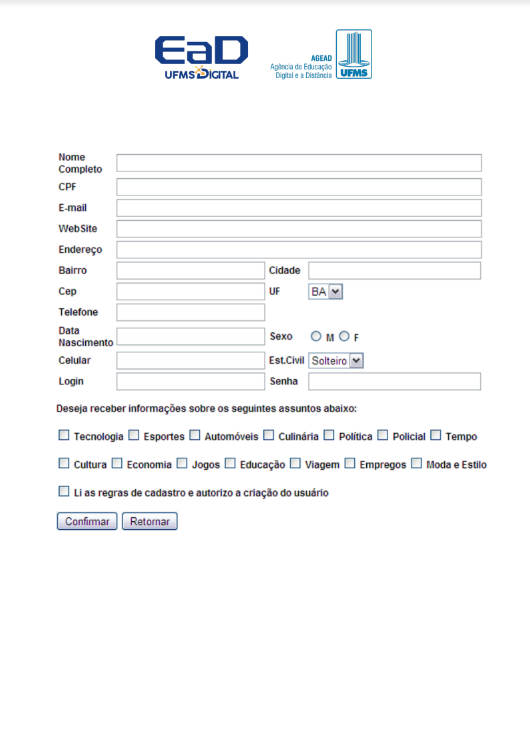 EaD
UFMS DIGITAL
AGEAD
Agência de Educação
Digital e a Distância
UFMS
Nome
Completo
CPF
E-mail
WebSite
Endereço
Bairro Cidade
Cep UF BA
Telefone
Data
Nascimento Sexo M F
Celular Est.Civil Solteiro
Login Senha
Deseja receber informações sobre os seguintes assuntos abaixo:
Tecnologia Esportes Automóveis Culinária Política Policial Tempo
Cultura Economia Jogos Educação Viagem Empregos Moda e Estilo
Li as regras de cadastro e autorizo a criação do usuário
Confirmar Retornar